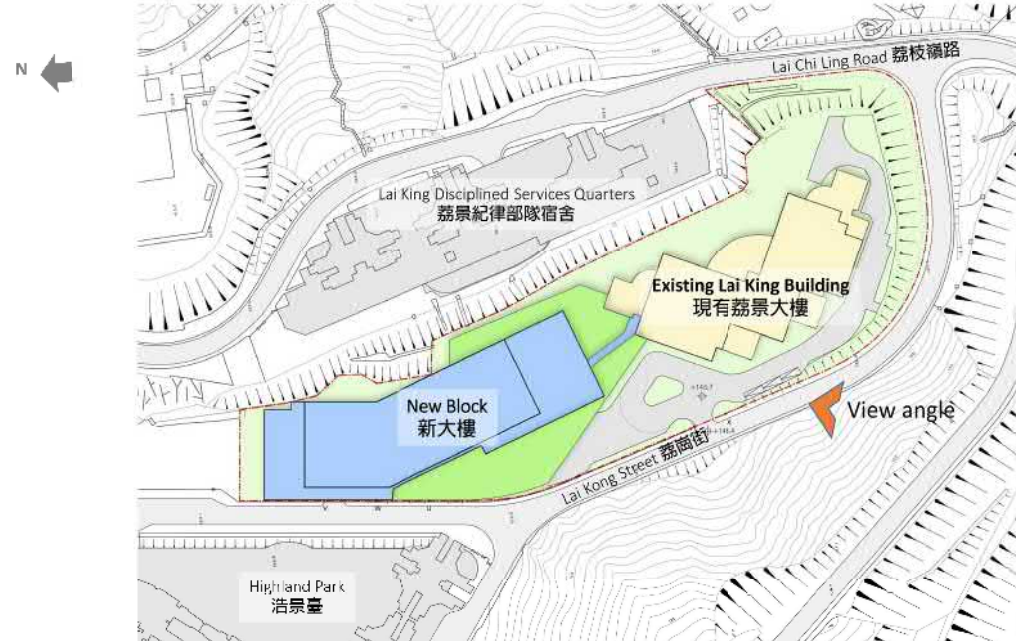 N
Lai Chi Ling Road 荔枝嶺路
Lai King Disciplined Services Quarters
荔景紀律部隊宿舍
Existing Lai King Building
現有荔景大樓
New Block
新大樓
View angle
Lai Kong Street 荔崗街
Highland Park
浩景臺